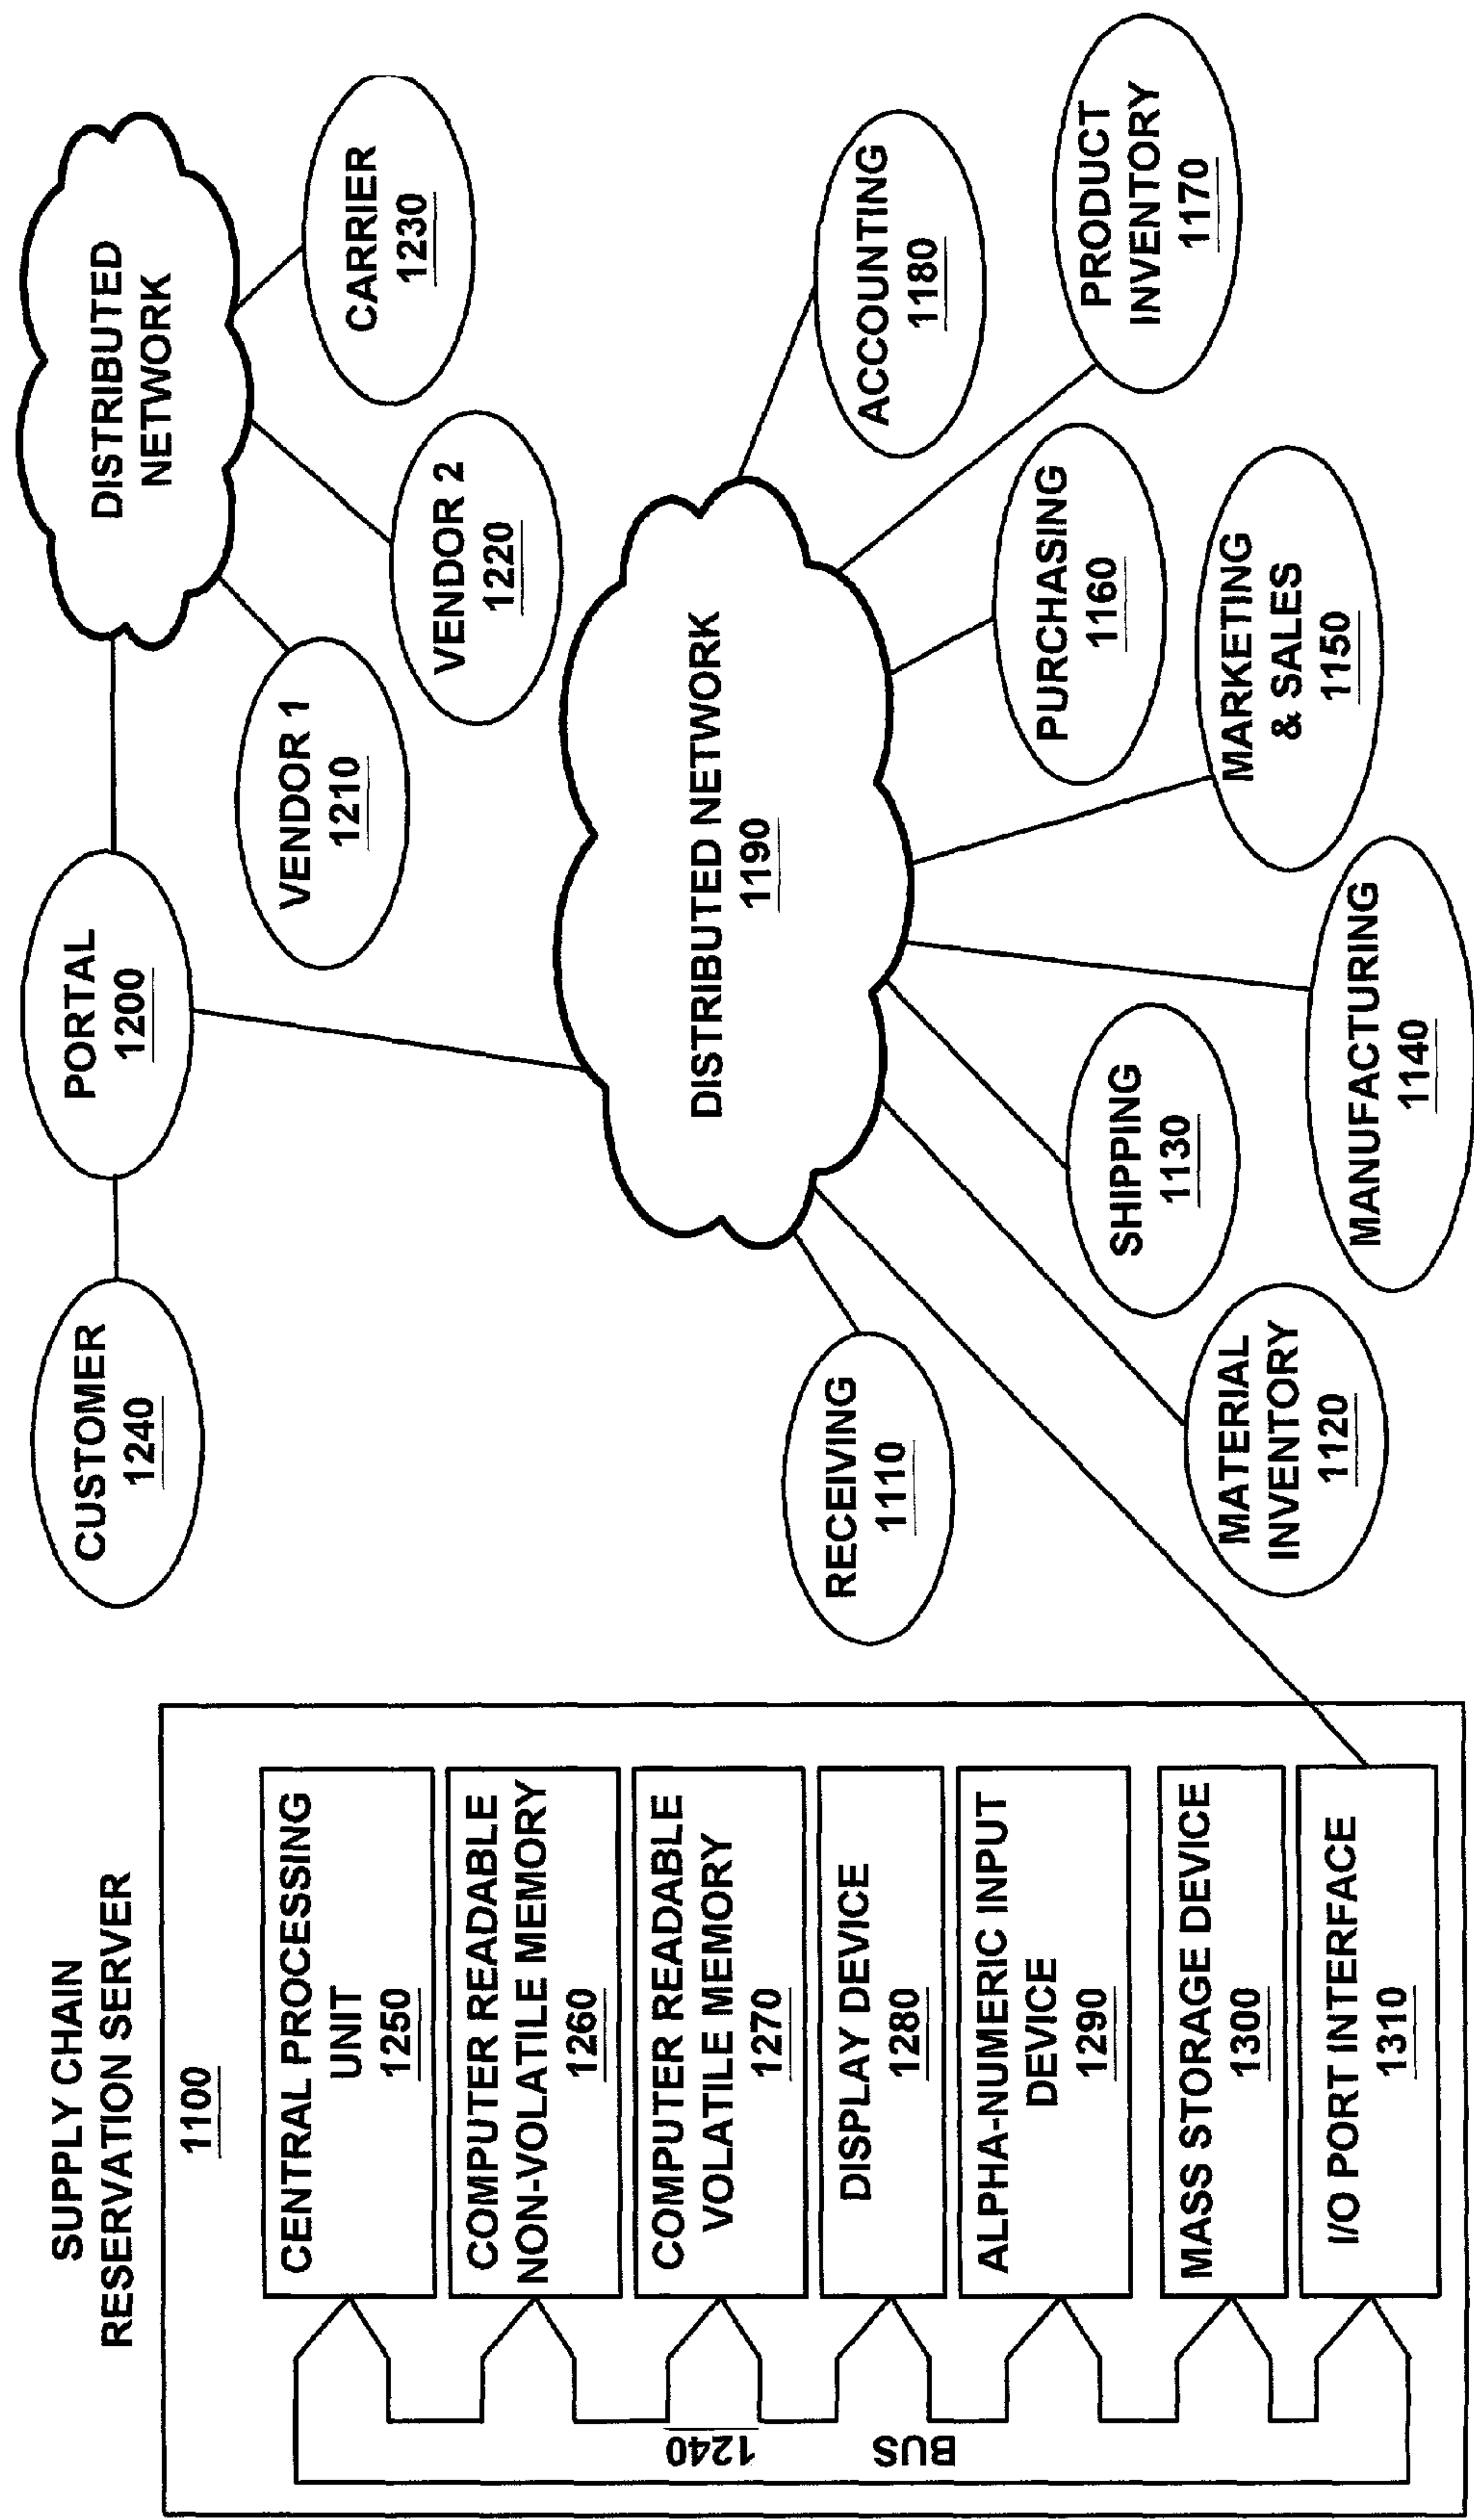 SUPPLY CHAIN
RESERVATION SERVER
1100
CENTRAL PROCESSING
UNIT
1250
COMPUTER READABLE
NON-VOLATILE MEMORY
1260
COMPUTER READABLE
VOLATILE MEMORY
1270
DISPLAY DEVICE
1280
ALPHA-NUMERIC INPUT
DEVICE
1290
MASS STORAGE DEVICE
1300
I/O PORT INTERFACE
1310
BUS
1240
CUSTOMER
1240
PORTAL
1200
DISTRIBUTED
NETWORK
VENDOR 1
1210
VENDOR 2
1220
CARRIER
1230
DISTRIBUTED NETWORK
1190
RECEIVING
1110
MATERIAL
INVENTORY
1120
SHIPPING
1130
MANUFACTURING
1140
MARKETING
& SALES
1150
PURCHASING
1160
PRODUCT
INVENTORY
1170
ACCOUNTING
1180